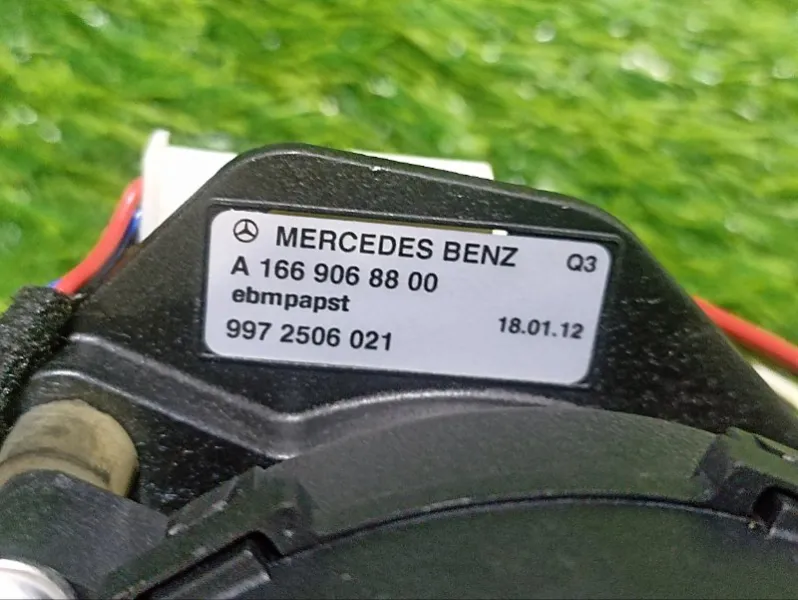 MERCEDES BENZ Q3
A 166 906 88 00
ebmpapst
997 2506 021 18.01.12